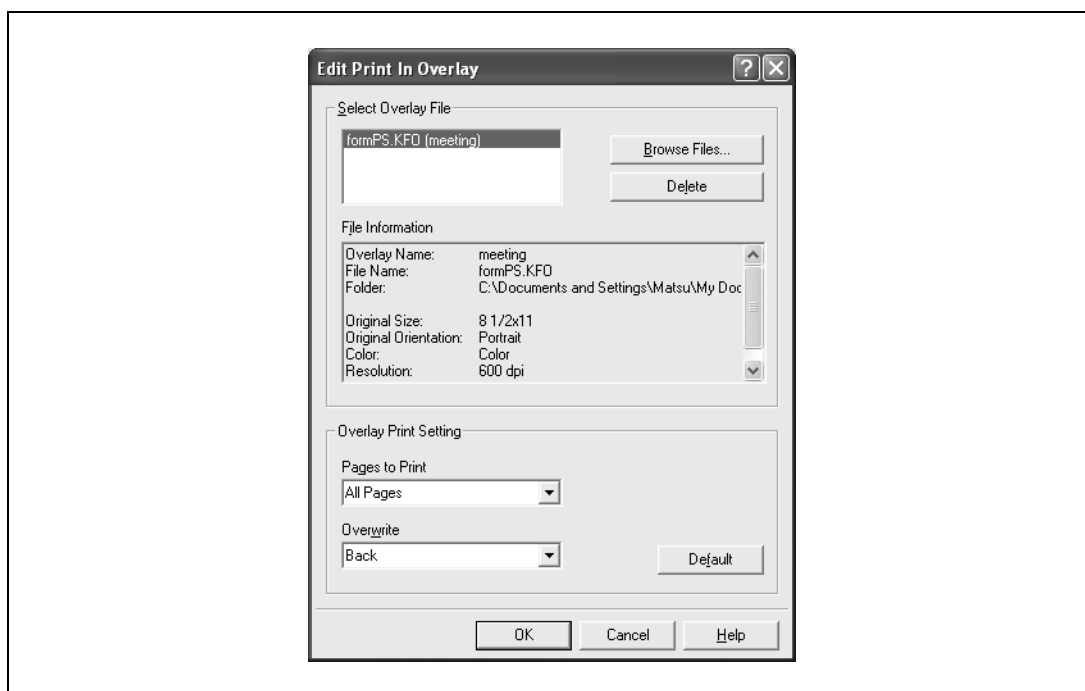 Edit Print In Overlay
Select Overlay File
formPS.KFO (meeting)
Browse Files...
Delete
File Information
Overlay Name: meeting
File Name: formPS.KFO
Folder: C:\Documents and Settings\Matsu\My Doc
Original Size: 8 1/2x11
Original Orientation: Portrait
Color: Color
Resolution: 600 dpi
Overlay Print Setting
Pages to Print
All Pages
Overwrite
Back
Default
OK Cancel Help